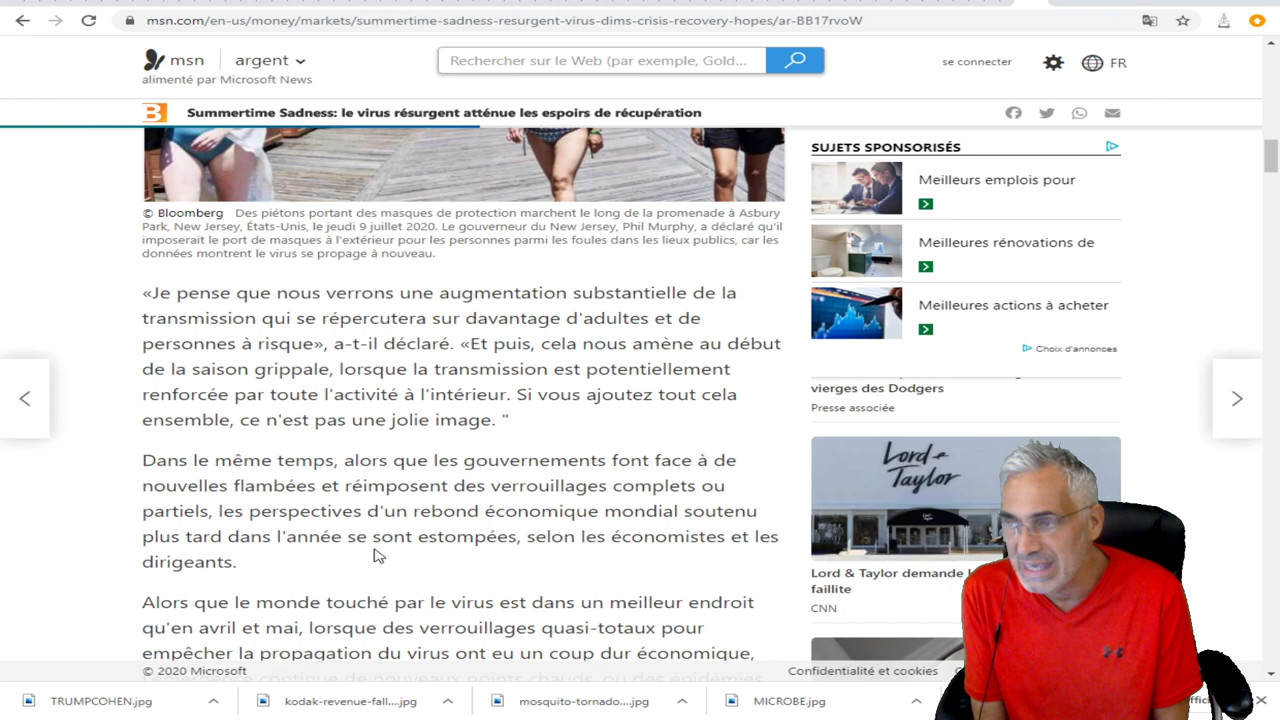 msn.com/en-us/money/markets/summertime-sadness-resurgent-virus-dims-crisis-recovery-hopes/ar-BB17rvoW
msn argent
alimenté par Microsoft News
Rechercher sur le Web (par exemple, Gold...
se connecter
FR
Summertime Sadness: le virus résurgent atténue les espoirs de récupération
© Bloomberg Des piétons portant des masques de protection marchent le long de la promenade à Asbury
Park, New Jersey, États-Unis, le jeudi 9 juillet 2020. Le gouverneur du New Jersey, Phil Murphy, a déclaré qu'il
imposerait le port de masques à l'extérieur pour les personnes parmi les foules dans les lieux publics, car les
données montrent le virus se propage à nouveau.
«Je pense que nous verrons une augmentation substantielle de la
transmission qui se répercutera sur davantage d'adultes et de
personnes à risque», a-t-il déclaré. «Et puis, cela nous amène au début
de la saison grippale, lorsque la transmission est potentiellement
renforcée par toute l'activité à l'intérieur. Si vous ajoutez tout cela
ensemble, ce n'est pas une jolie image. "
Dans le même temps, alors que les gouvernements font face à de
nouvelles flambées et réimposent des verrouillages complets ou
partiels, les perspectives d'un rebond économique mondial soutenu
plus tard dans l'année se sont estompées, selon les économistes et les
dirigeants.
Alors que le monde touché par le virus est dans un meilleur endroit
qu'en avril et mai, lorsque des verrouillages quasi-totaux pour
empêcher la propagation du virus ont eu un coup dur économique,
continue de nouveaux points chauds, ou des épidémies
SUJETS SPONSORISÉS
Meilleurs emplois pour
Meilleures rénovations de
Meilleures actions à acheter
Choix d'annonces
vierges des Dodgers
Presse associée
Lord &
Taylor
Lord & Taylor demande
faillite
CNN
© 2020 Microsoft
Confidentialité et cookies
TRUMPCOHEN.jpg
kodak-revenue-fall....jpg
mosquito-tornado....jpg
MICROBE.jpg